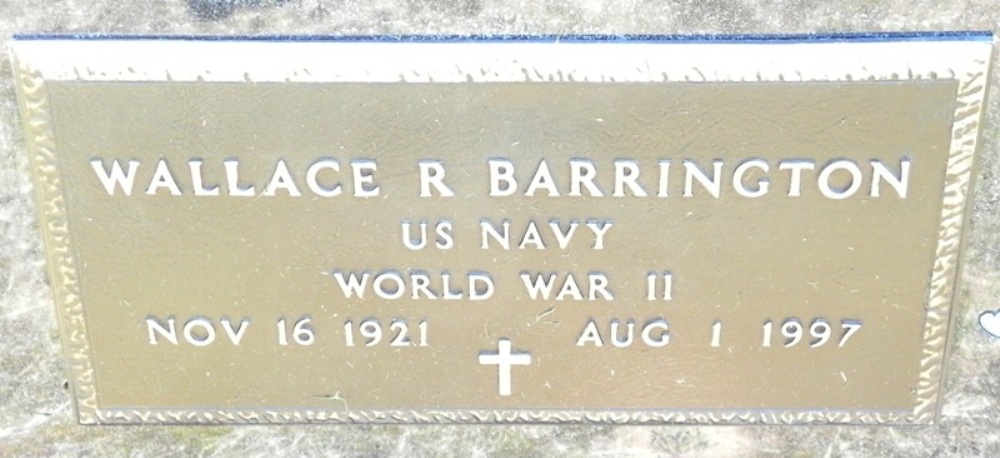 WALLACE R BARRINGTON
US NAVY
WORLD WAR II
NOV 16 1921 AUG 1 1997